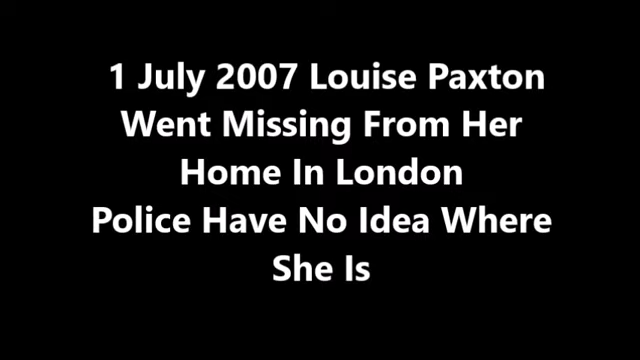 1 July 2007 Louise Paxton
Went Missing From Her
Home In London
Police Have No Idea Where
She Is